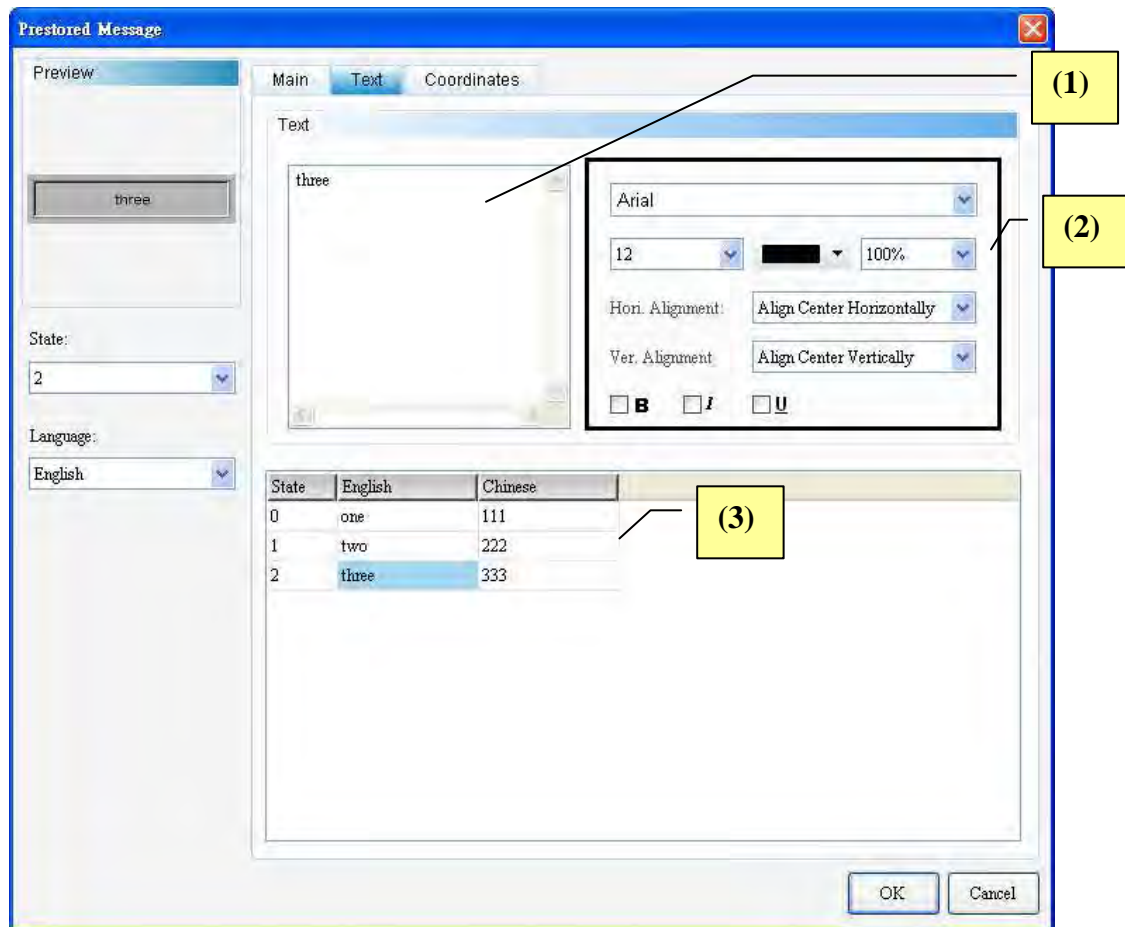 Prestored Message
Preview
three
State:
2
Language:
English
Main Text Coordinates
Text
three
Arial
12 100%
Hori. Alignment: Align Center Horizontally
Ver. Alignment Align Center Vertically
B I U
State English Chinese
0 one 111
1 two 222
2 three 333
OK Cancel
(1)
(2)
(3)